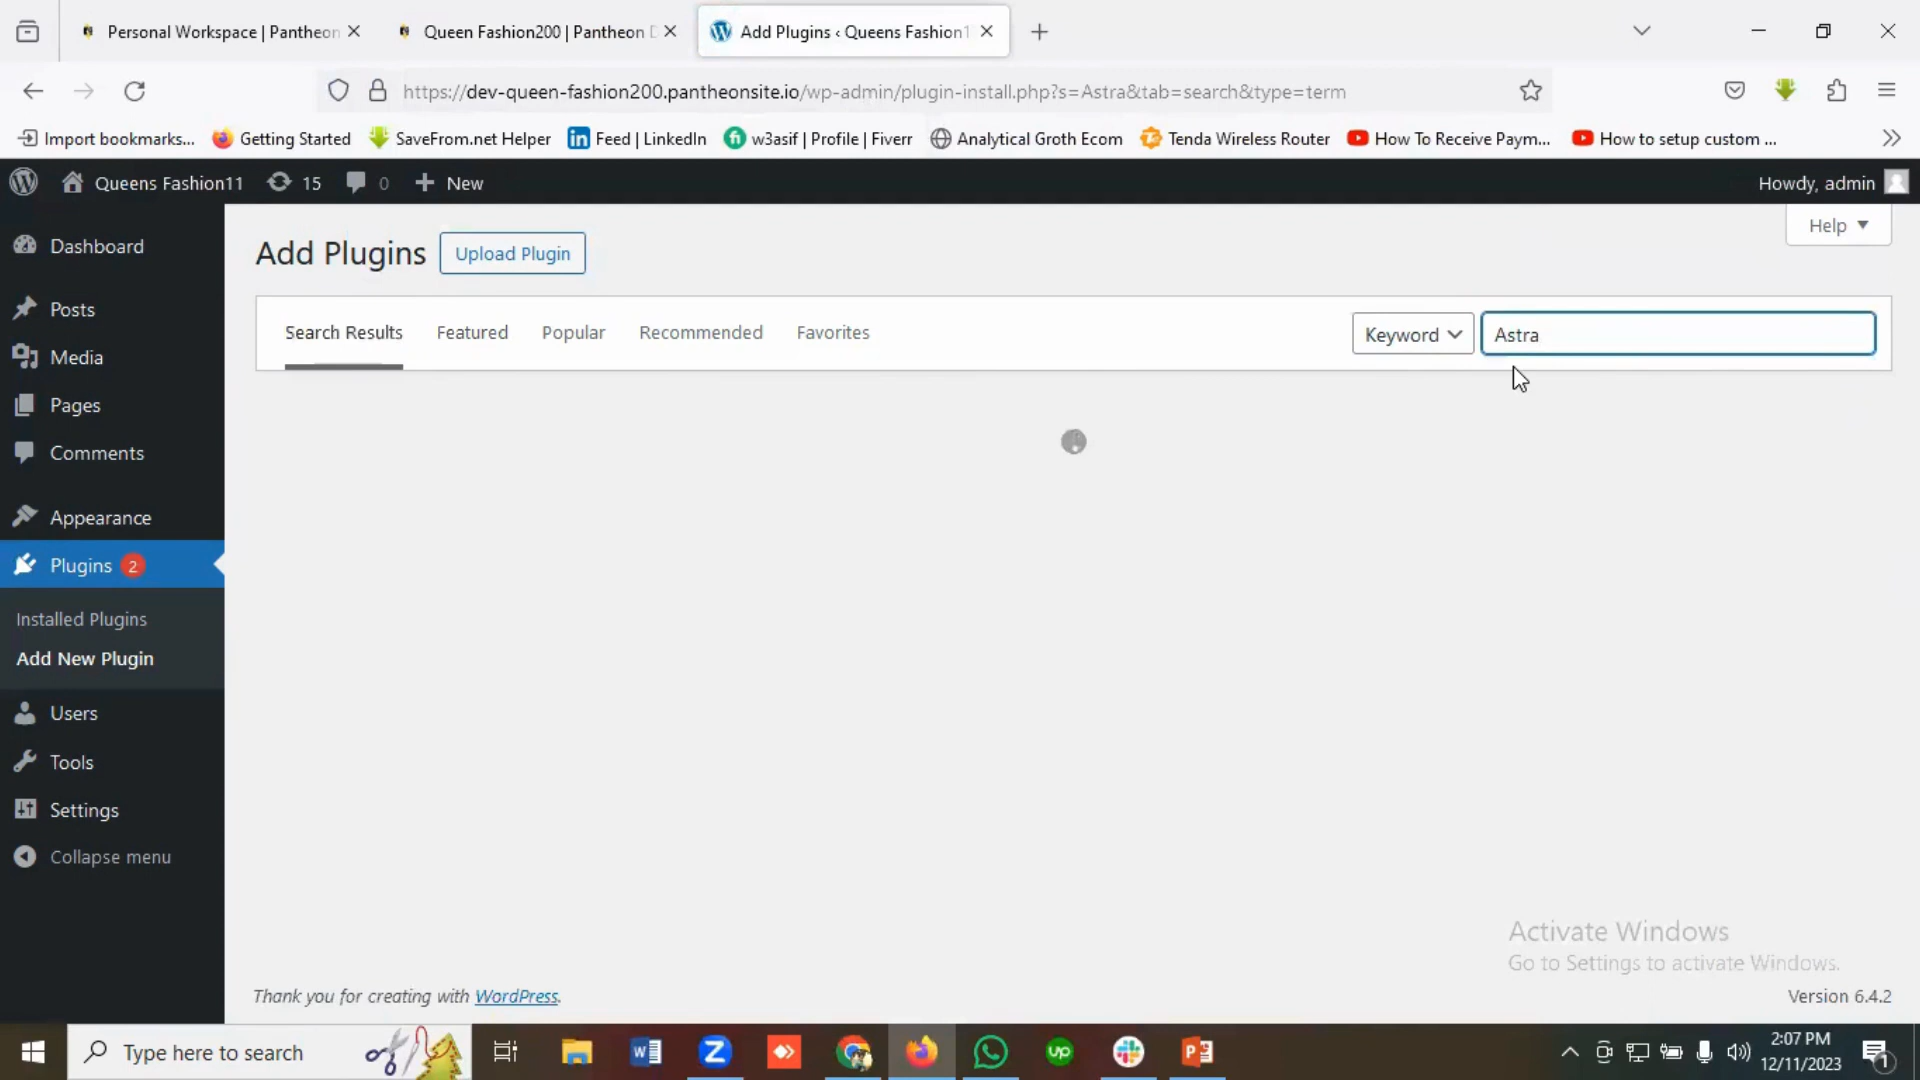 Personal Workspace | Pantheon
Queen Fashion200 | Pantheon D
Add Plugins ‹ Queens Fashion1
https://dev-queen-fashion200.pantheonsite.io/wp-admin/plugin-install.php?s=Astra&tab=search&type=term
Import bookmarks...
Getting Started
SaveFrom.net Helper
Feed | LinkedIn
w3asif | Profile | Fiverr
Analytical Groth Ecom
Tenda Wireless Router
How To Receive Paym...
How to setup custom ...
Queens Fashion11
15
0
New
Howdy, admin
Dashboard
Posts
Media
Pages
Comments
Appearance
Plugins 2
Installed Plugins
Add New Plugin
Users
Tools
Settings
Collapse menu
Help
Add Plugins
Upload Plugin
Search Results
Featured
Popular
Recommended
Favorites
Keyword
Astra
Activate Windows
Go to Settings to activate Windows.
Thank you for creating with WordPress.
Version 6.4.2
Type here to search
2:07 PM
12/11/2023
1